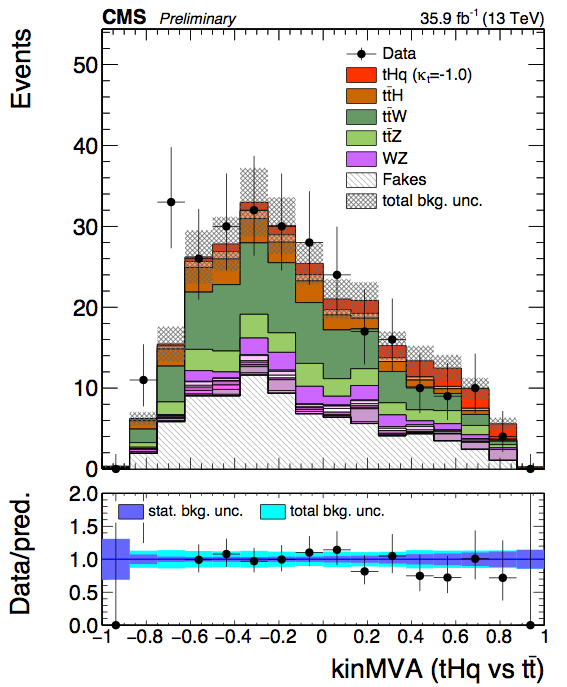 CMS Preliminary 35.9 fb⁻¹ (13 TeV)
Events
50
40
30
20
10
0
Data
tHq (κt=-1.0)
tt̄H
tt̄W
tt̄Z
WZ
Fakes
total bkg. unc.
Data/pred.
2.0
1.5
1.0
0.5
0.0
stat. bkg. unc. total bkg. unc.
−1 −0.8 −0.6 −0.4 −0.2 0 0.2 0.4 0.6 0.8 1
kinMVA (tHq vs tt̄)